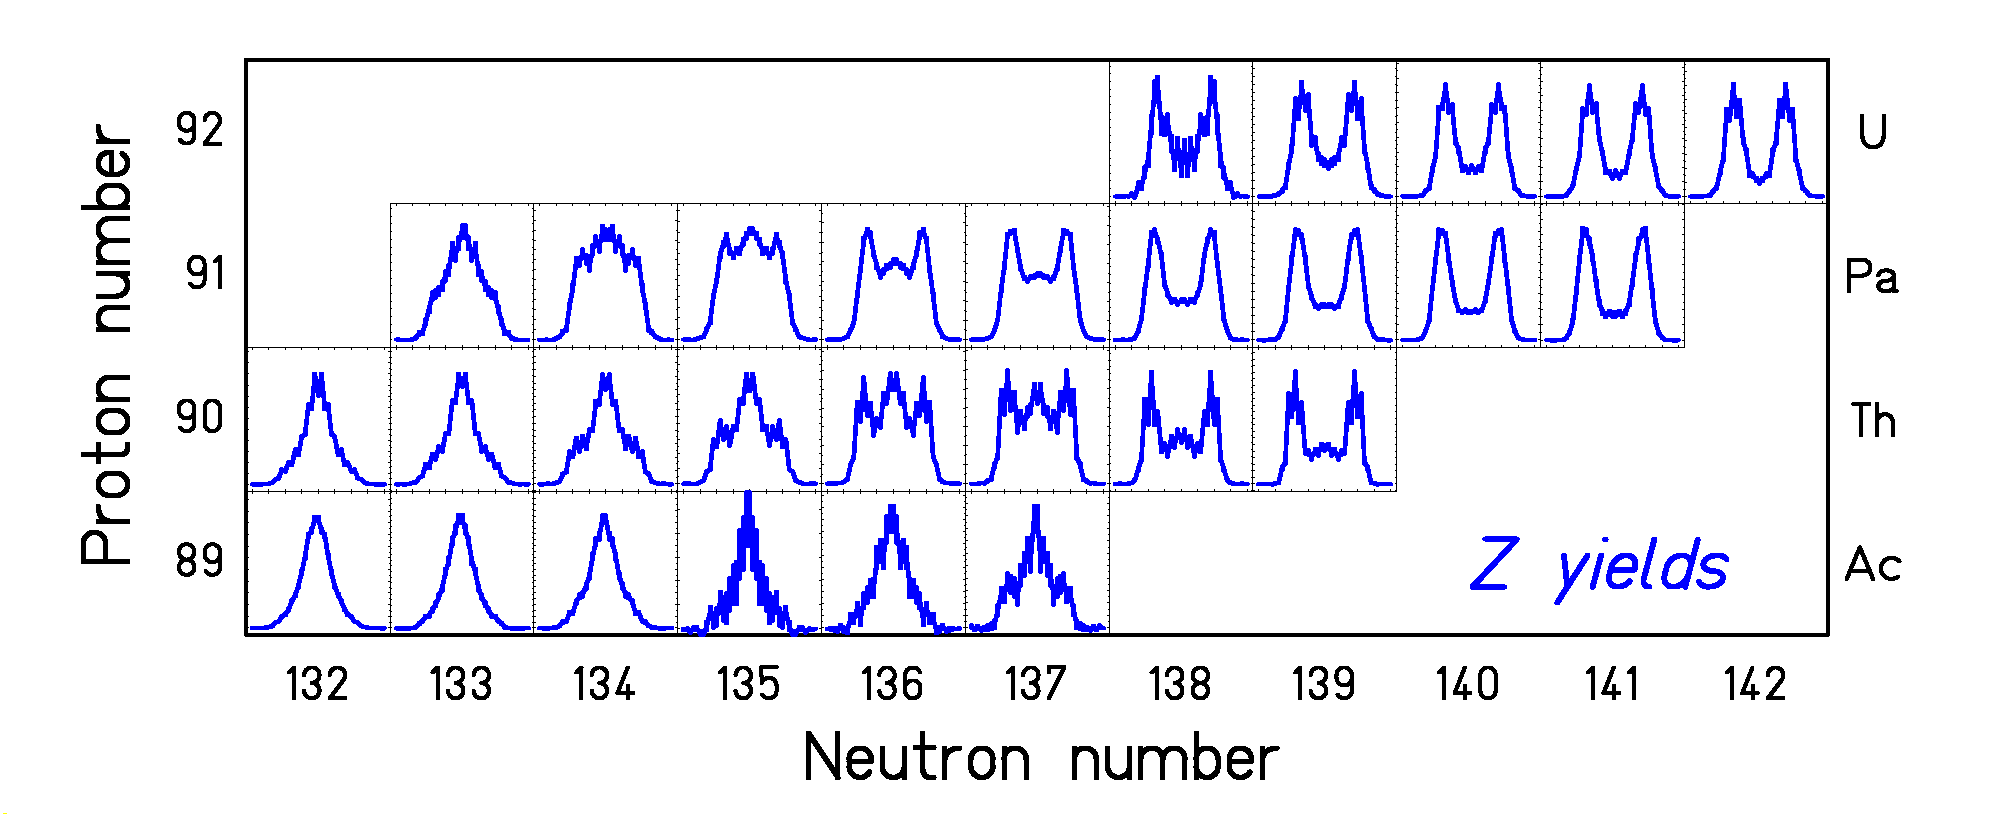 92 U
Proton number
91 Pa
90 Th
89 Z yields Ac
132 133 134 135 136 137 138 139 140 141 142
Neutron number